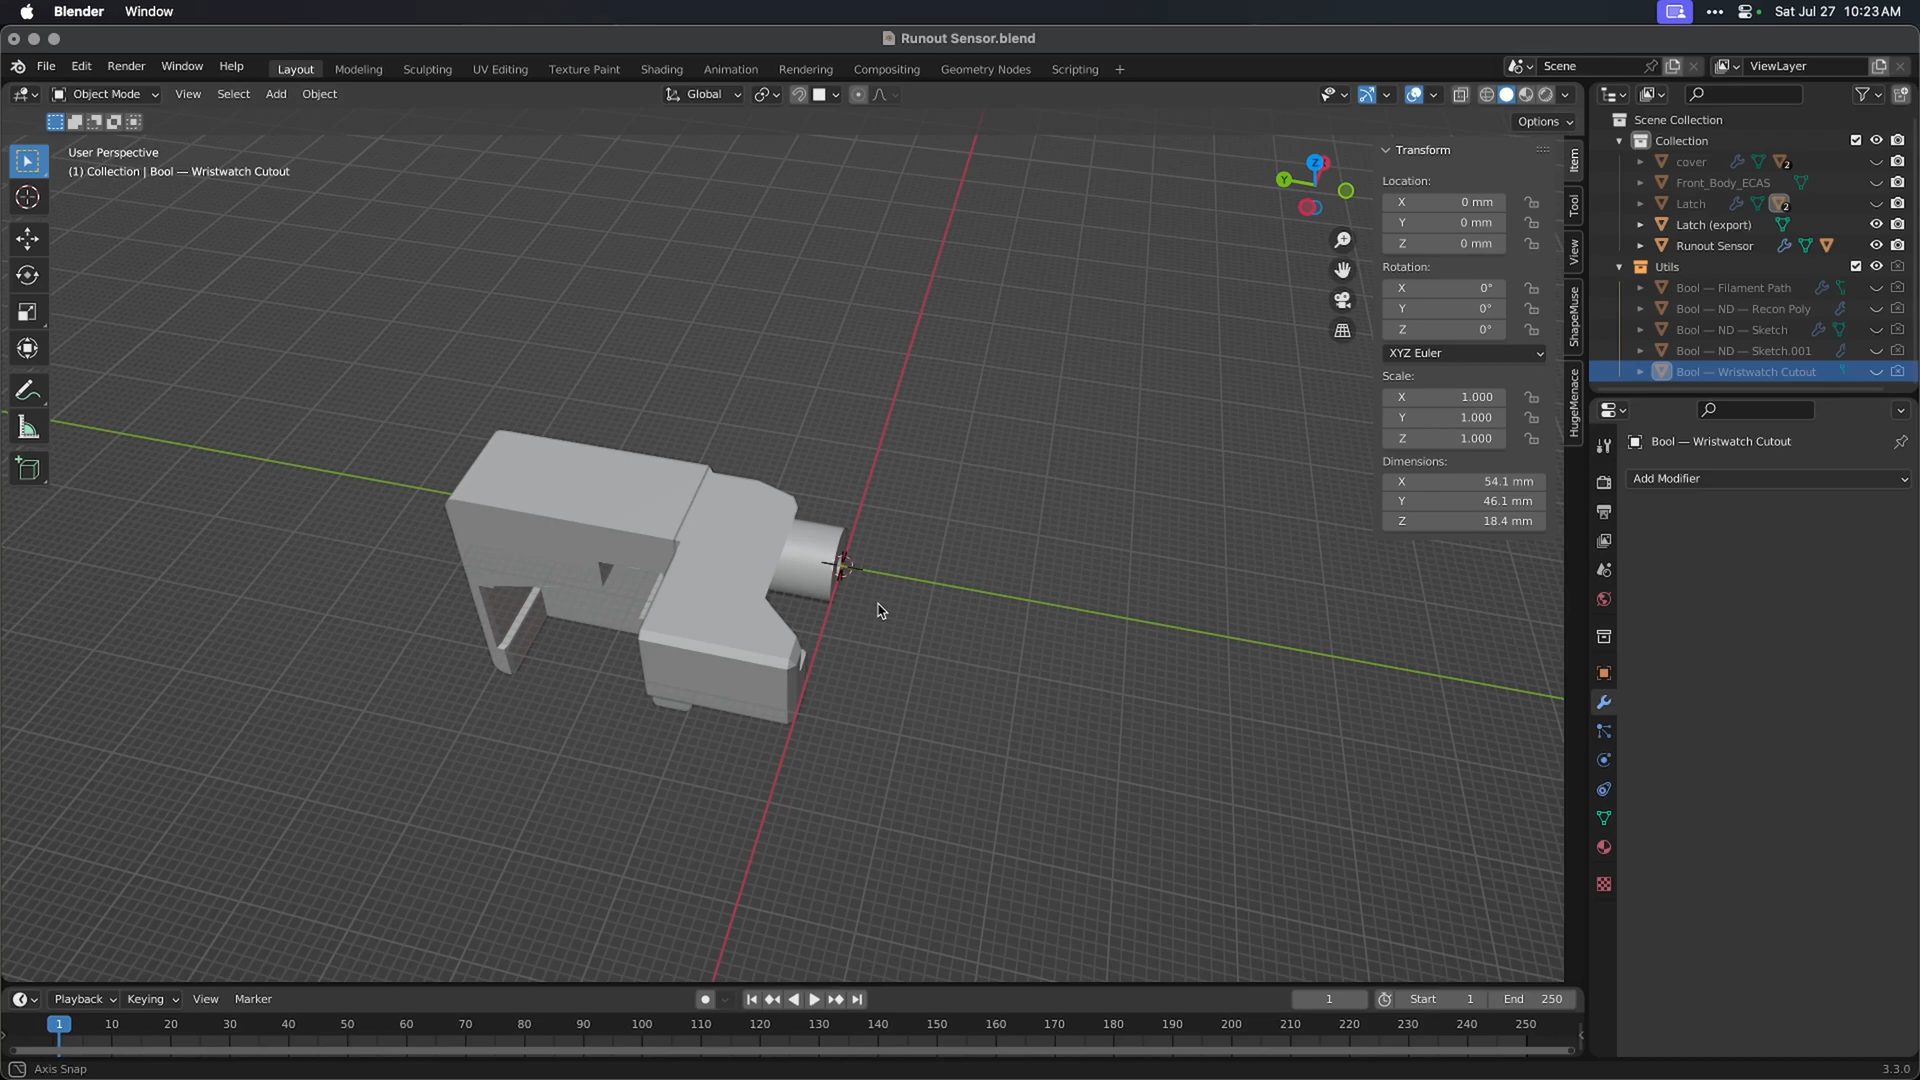 Blender Window
Sat Jul 27 10:23 AM
Runout Sensor.blend
File Edit Render Window Help
Layout Modeling Sculpting UV Editing Texture Paint Shading Animation Rendering Compositing Geometry Nodes Scripting +
Scene
ViewLayer
Object Mode View Select Add Object
Global
Options
User Perspective
(1) Collection | Bool — Wristwatch Cutout
Z
Y
Transform
Location:
X 0 mm
Y 0 mm
Z 0 mm
Rotation:
X 0°
Y 0°
Z 0°
XYZ Euler
Scale:
X 1.000
Y 1.000
Z 1.000
Dimensions:
X 54.1 mm
Y 46.1 mm
Z 18.4 mm
Item
Tool
View
ShapeMuse
HugeMenace
Scene Collection
Collection
cover 2
Front_Body_ECAS
Latch 2
Latch (export)
Runout Sensor
Utils
Bool — Filament Path
Bool — ND — Recon Poly
Bool — ND — Sketch
Bool — ND — Sketch.001
Bool — Wristwatch Cutout
Bool — Wristwatch Cutout
Add Modifier
Playback Keying View Marker
1 Start 1 End 250
1 10 20 30 40 50 60 70 80 90 100 110 120 130 140 150 160 170 180 190 200 210 220 230 240 250
Axis Snap
3.3.0